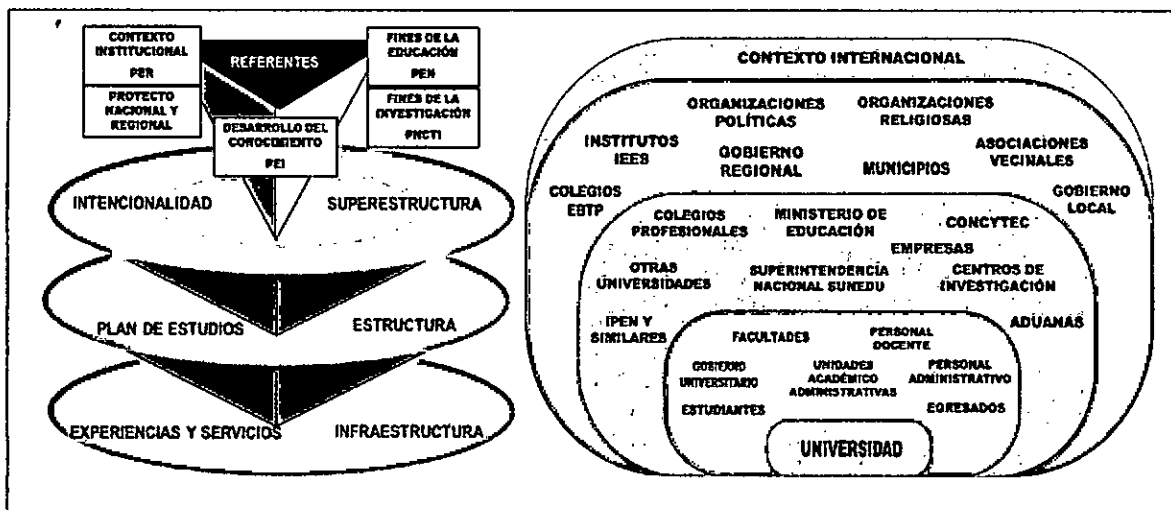 CONTEXTO
INSTITUCIONAL
PER
PROTECTO
NACIONAL Y
REGIONAL
REFERENTES
FINES DE LA
EDUCACIÓN
PEN
FINES DE LA
INVESTIGACIÓN
PNCTI
DESARROLLO DEL
CONOCIMIENTO
PEI
INTENCIONALIDAD
SUPERESTRUCTURA
PLAN DE ESTUDIOS
ESTRUCTURA
EXPERIENCIAS Y SERVICIOS
INFRAESTRUCTURA
CONTEXTO INTERNACIONAL
ORGANIZACIONES
POLÍTICAS
ORGANIZACIONES
RELIGIOSAS
INSTITUTOS
IEES
GOBIERNO
REGIONAL
MUNICIPIOS
ASOCIACIONES
VECINALES
COLEGIOS
EBTP
GOBIERNO
LOCAL
COLEGIOS
PROFESIONALES
MINISTERIO DE
EDUCACIÓN
CONCYTEC
EMPRESAS
OTRAS
UNIVERSIDADES
SUPERINTENDENCÍA
NACIONAL SUNEDU
CENTROS DE
INVESTIGACIÓN
IPEN Y
SIMILARES
ADUANAS
FACULTADES
PERSONAL
DOCENTE
GOBIERNO
UNIVERSITARIO
UNIDADES
ACADÉMICO
ADMINISTRATIVAS
PERSONAL
ADMINISTRATIVO
ESTUDIANTES
EGRESADOS
UNIVERSIDAD